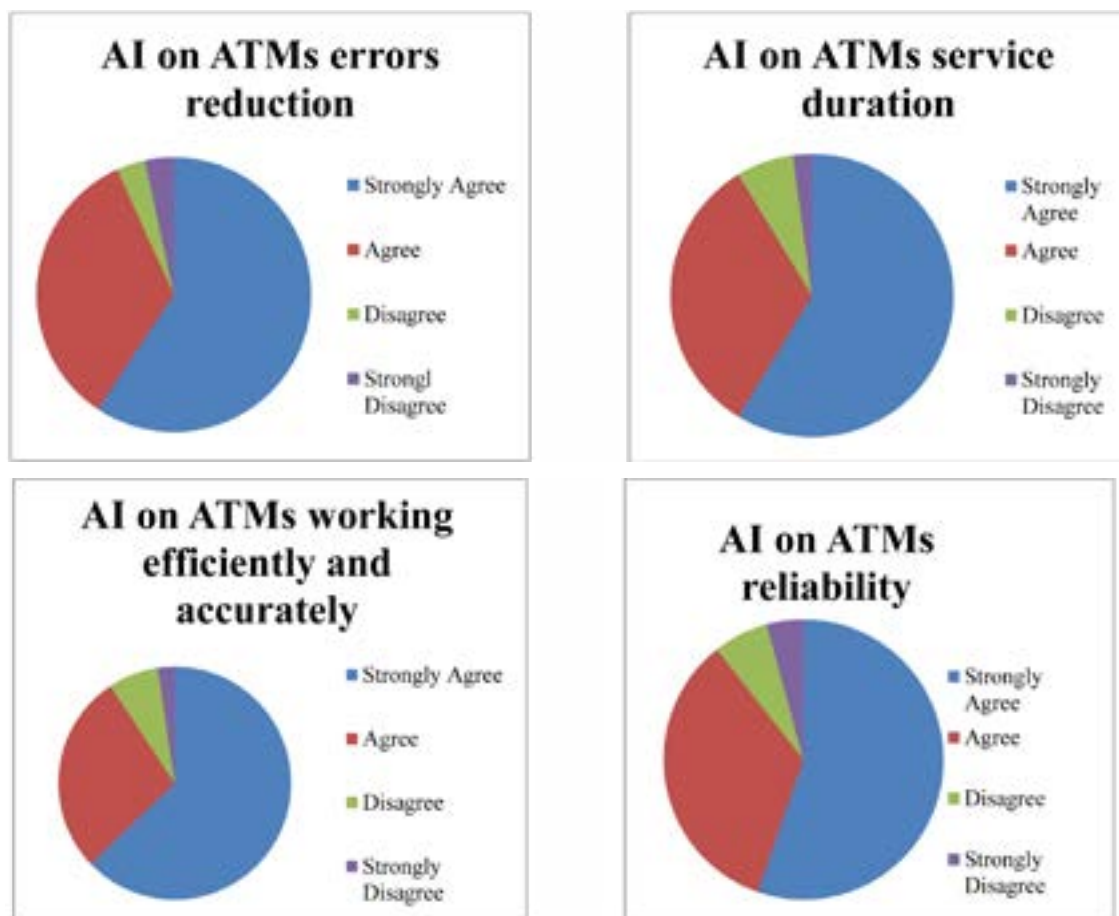 AI on ATMs errors
reduction
Strongly Agree
Agree
Disagree
Strongl
Disagree
AI on ATMs service
duration
Strongly
Agree
Agree
Disagree
Strongly
Disagree
AI on ATMs working
efficiently and
accurately
Strongly Agree
Agree
Disagree
Strongly
Disagree
AI on ATMs
reliability
Strongly
Agree
Agree
Disagree
Strongly
Disagree